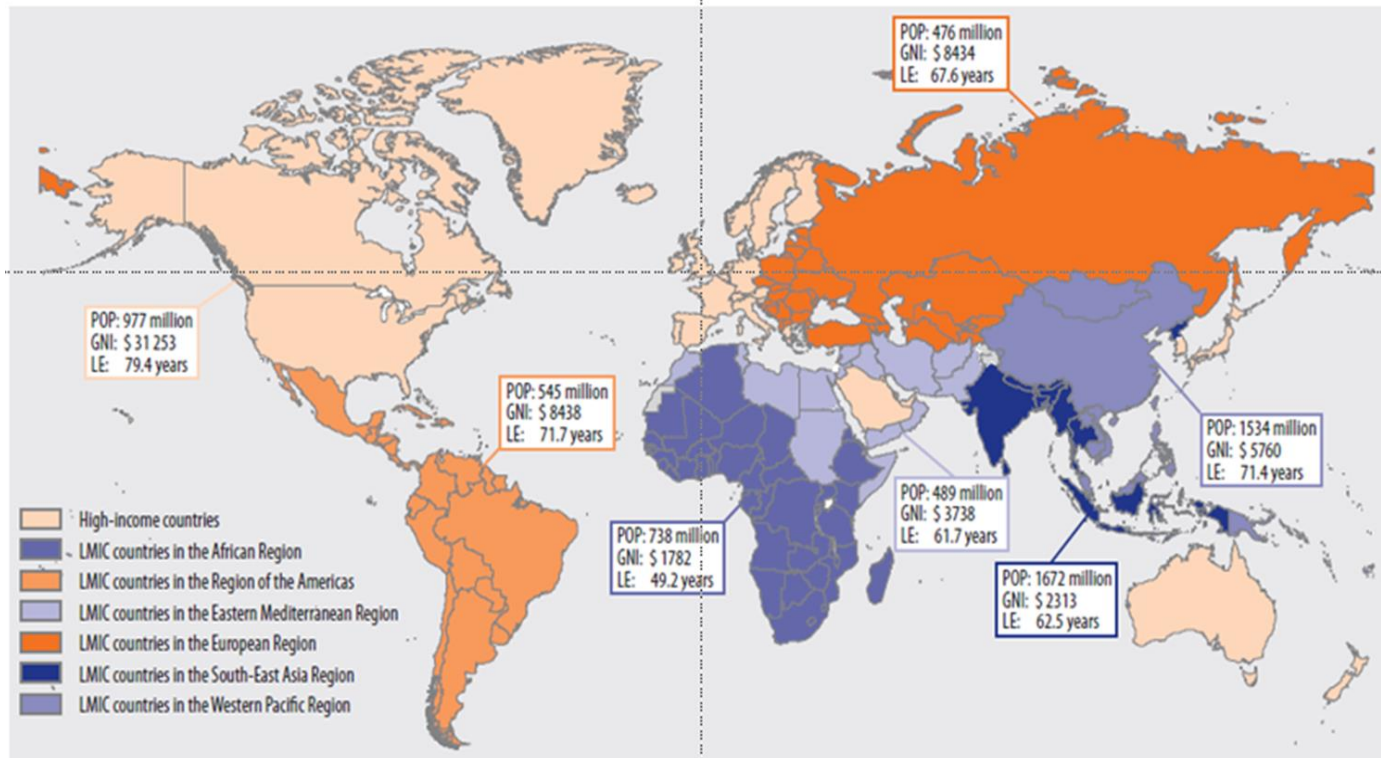 POP: 476 million
GNI: $ 8434
LE: 67.6 years
POP: 977 million
GNI: $ 31 253
LE: 79.4 years
POP: 545 million
GNI: $ 8438
LE: 71.7 years
POP: 1534 million
GNI: $ 5760
LE: 71.4 years
POP: 489 million
GNI: $ 3738
LE: 61.7 years
POP: 738 million
GNI: $ 1782
LE: 49.2 years
POP: 1672 million
GNI: $ 2313
LE: 62.5 years
High-income countries
LMIC countries in the African Region
LMIC countries in the Region of the Americas
LMIC countries in the Eastern Mediterranean Region
LMIC countries in the European Region
LMIC countries in the South-East Asia Region
LMIC countries in the Western Pacific Region